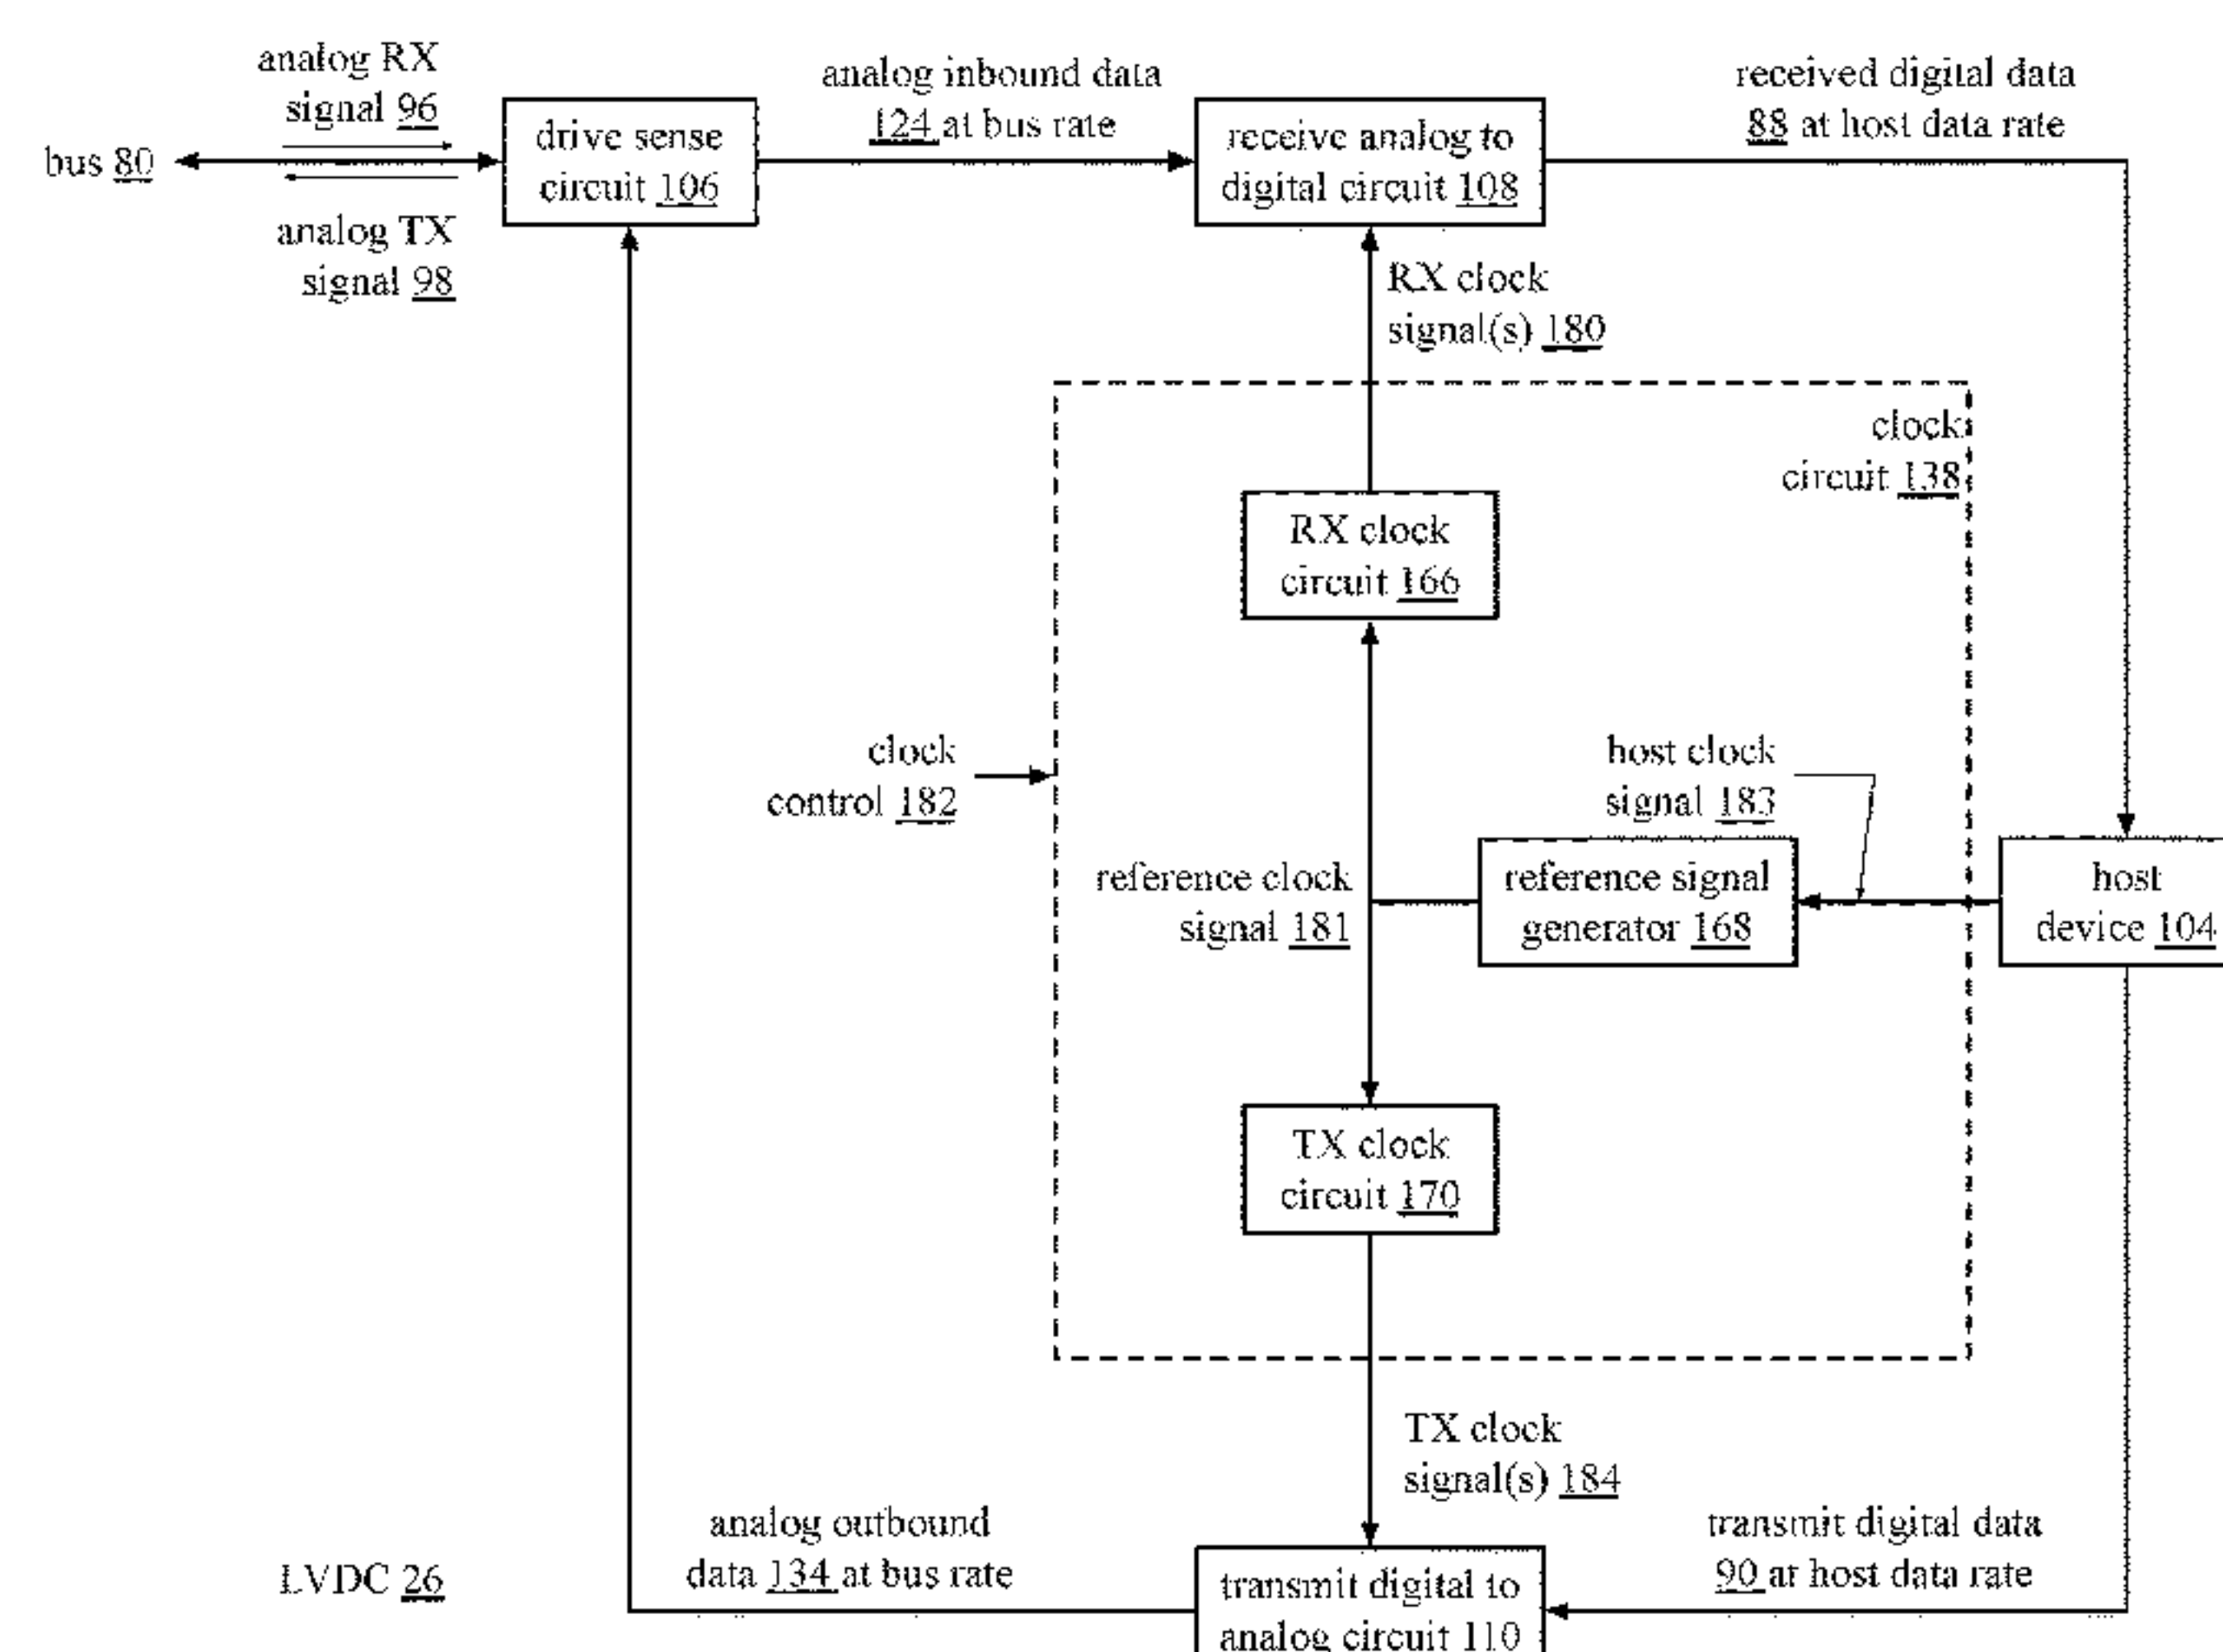 analog RX
signal 96
bus 80
analog TX
signal 98
drive sense
circuit 106
analog inbound data
124 at bus rate
receive analog to
digital circuit 108
received digital data
88 at host data rate
RX clock
signal(s) 180
clock
circuit 138
RX clock
circuit 166
clock
control 182
host clock
signal 183
reference clock
signal 181
reference signal
generator 168
host
device 104
TX clock
circuit 170
TX clock
signal(s) 184
analog outbound
data 134 at bus rate
transmit digital data
90 at host data rate
LVDC 26
transmit digital to
analog circuit 110